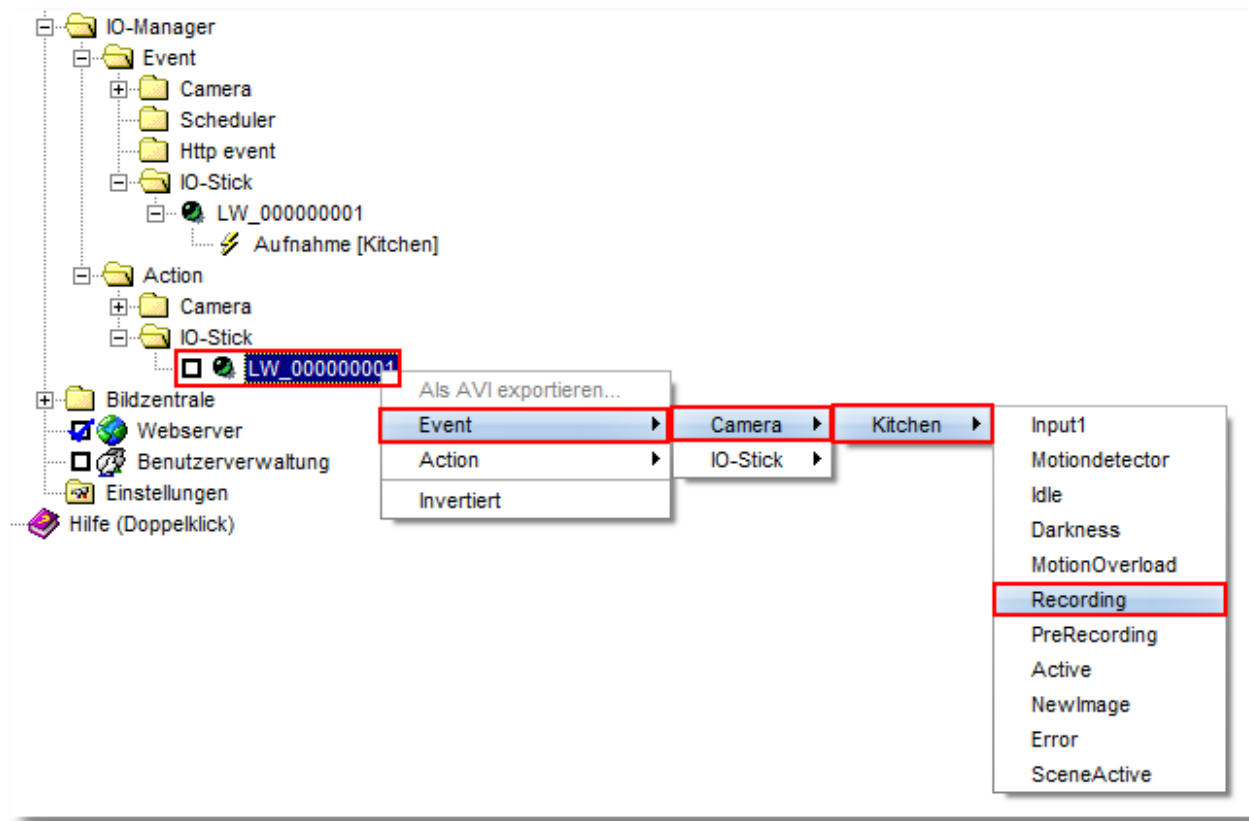 IO-Manager
Event
Camera
Scheduler
Http event
IO-Stick
LW_000000001
Aufnahme [Kitchen]
Action
Camera
IO-Stick
LW_000000001
Bildzentrale
Webserver
Benutzerverwaltung
Einstellungen
Hilfe (Doppelklick)
Als AVI exportieren...
Event
Action
Invertiert
Camera
IO-Stick
Kitchen
Input1
Motiondetector
Idle
Darkness
MotionOverload
Recording
PreRecording
Active
NewImage
Error
SceneActive